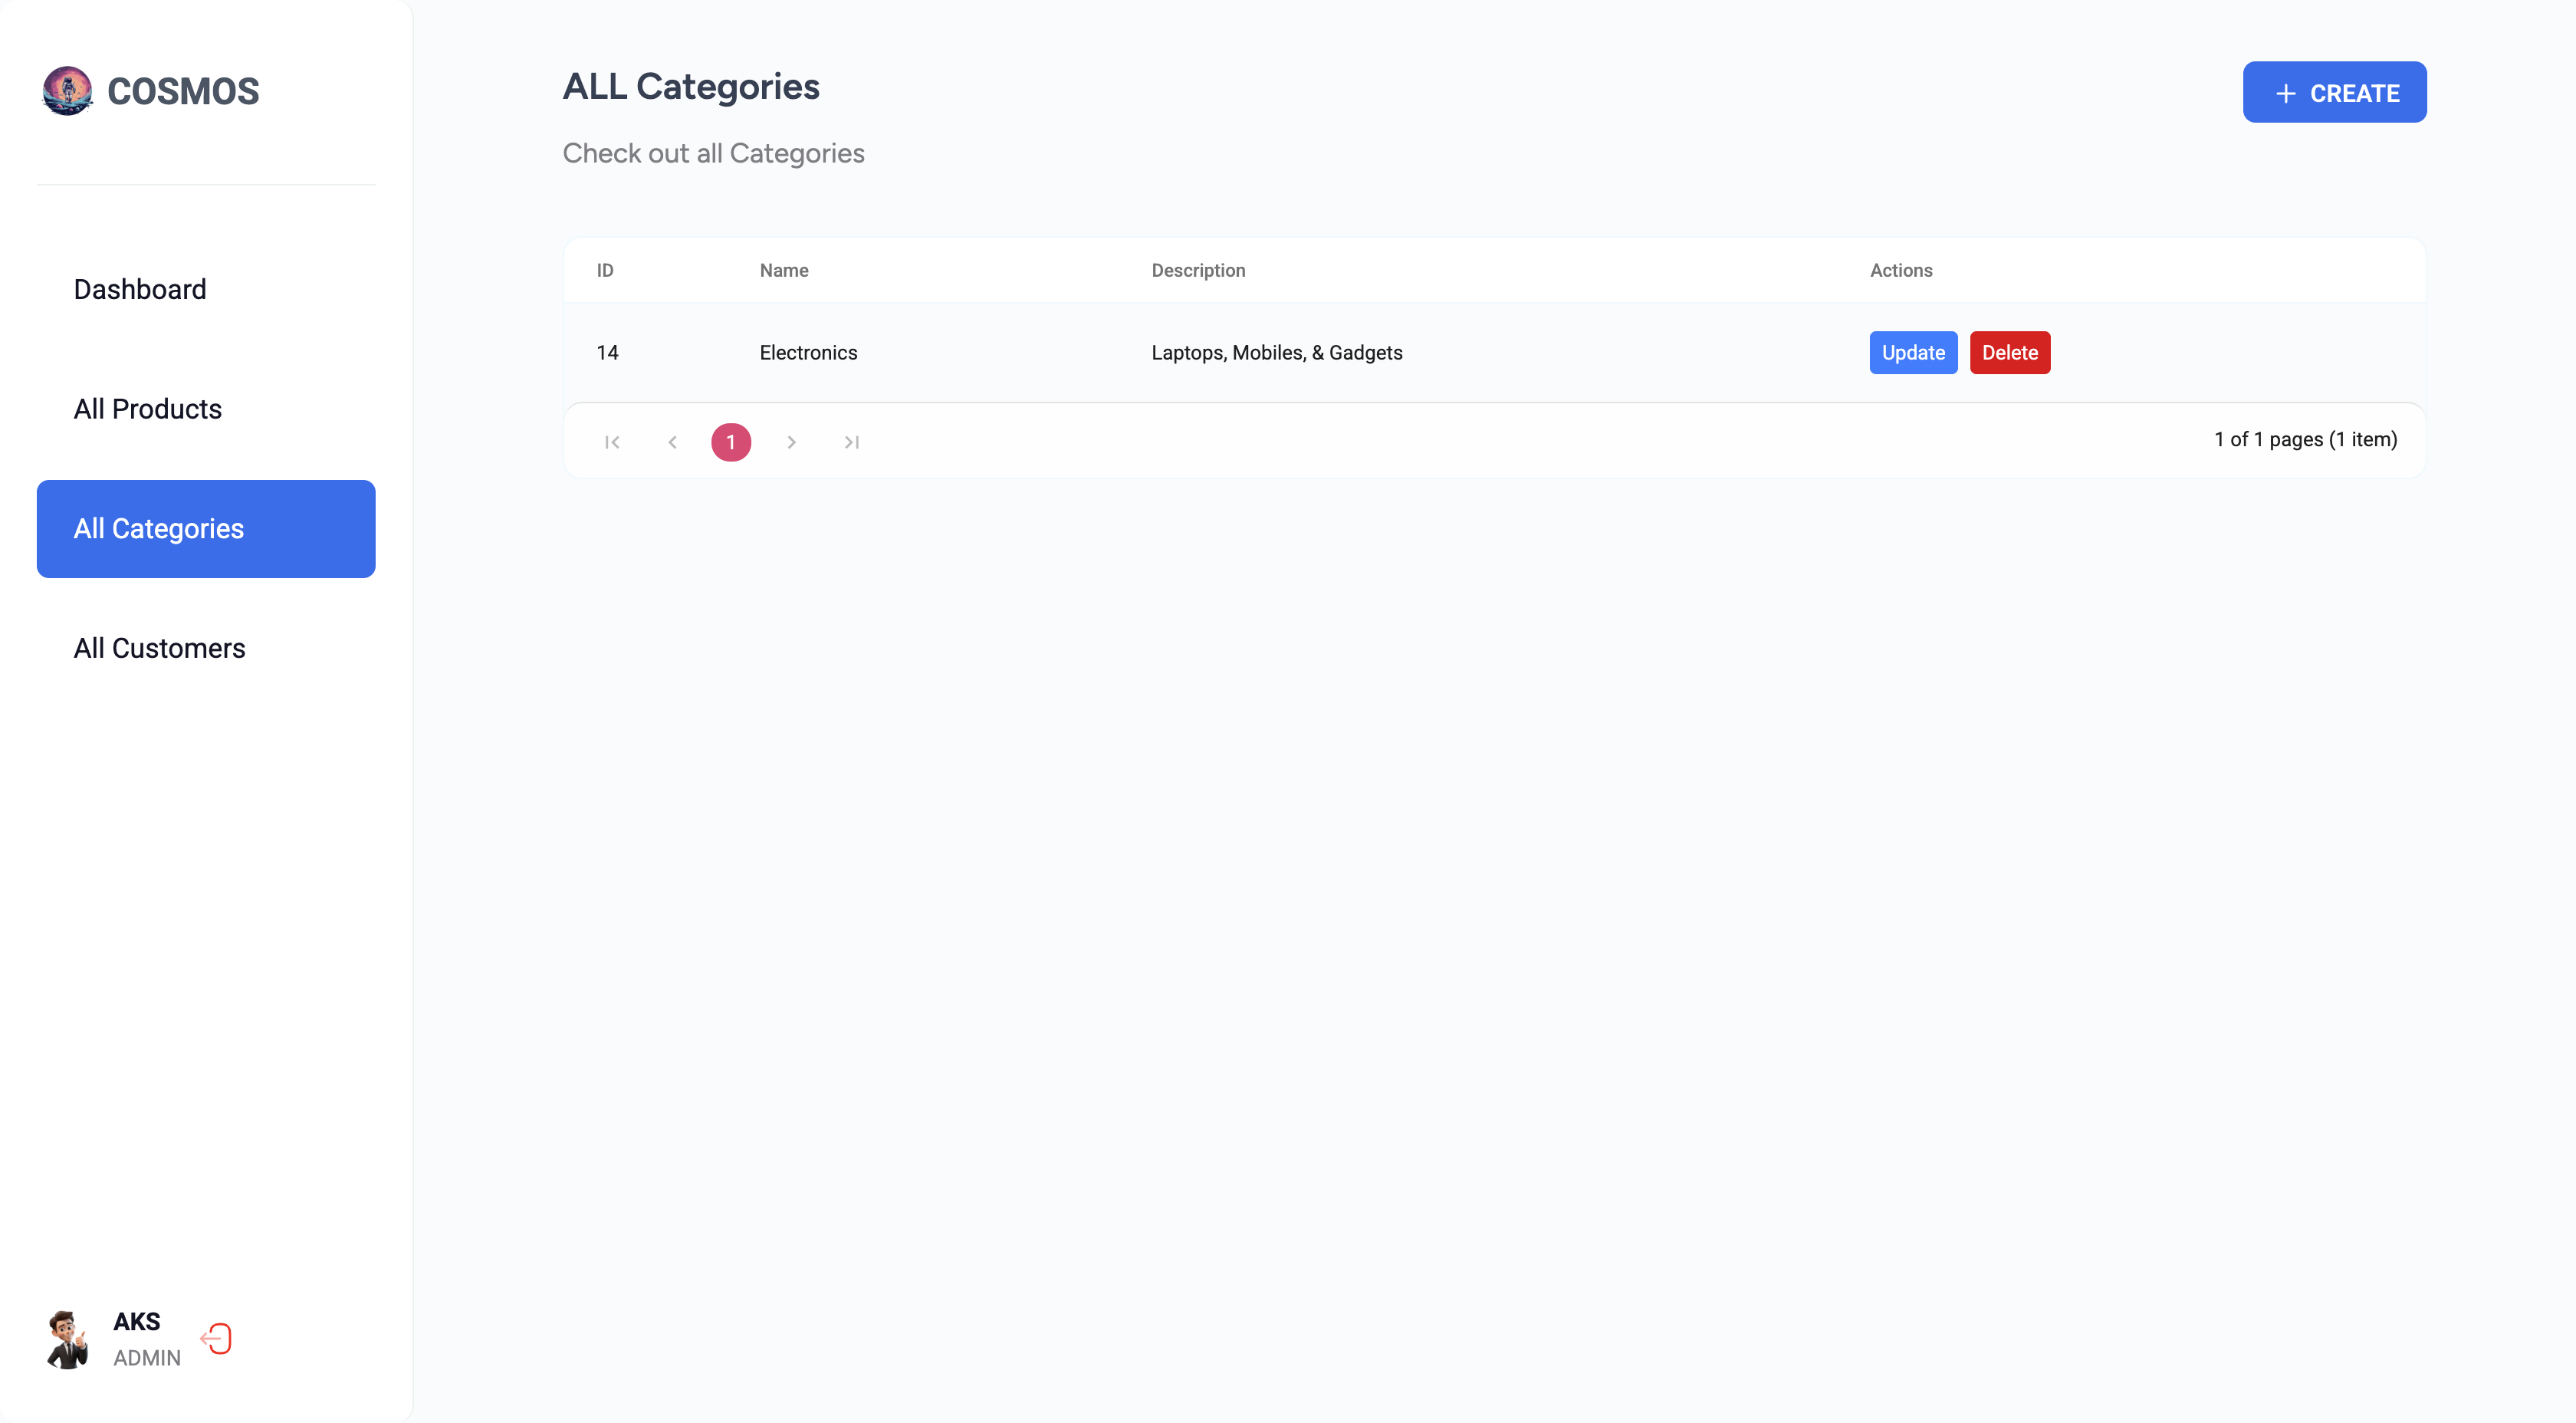 COSMOS
Dashboard
All Products
All Categories
All Customers
AKS
ADMIN
ALL Categories
Check out all Categories
CREATE
ID Name Description Actions
14 Electronics Laptops, Mobiles, & Gadgets Update Delete
1 1 of 1 pages (1 item)